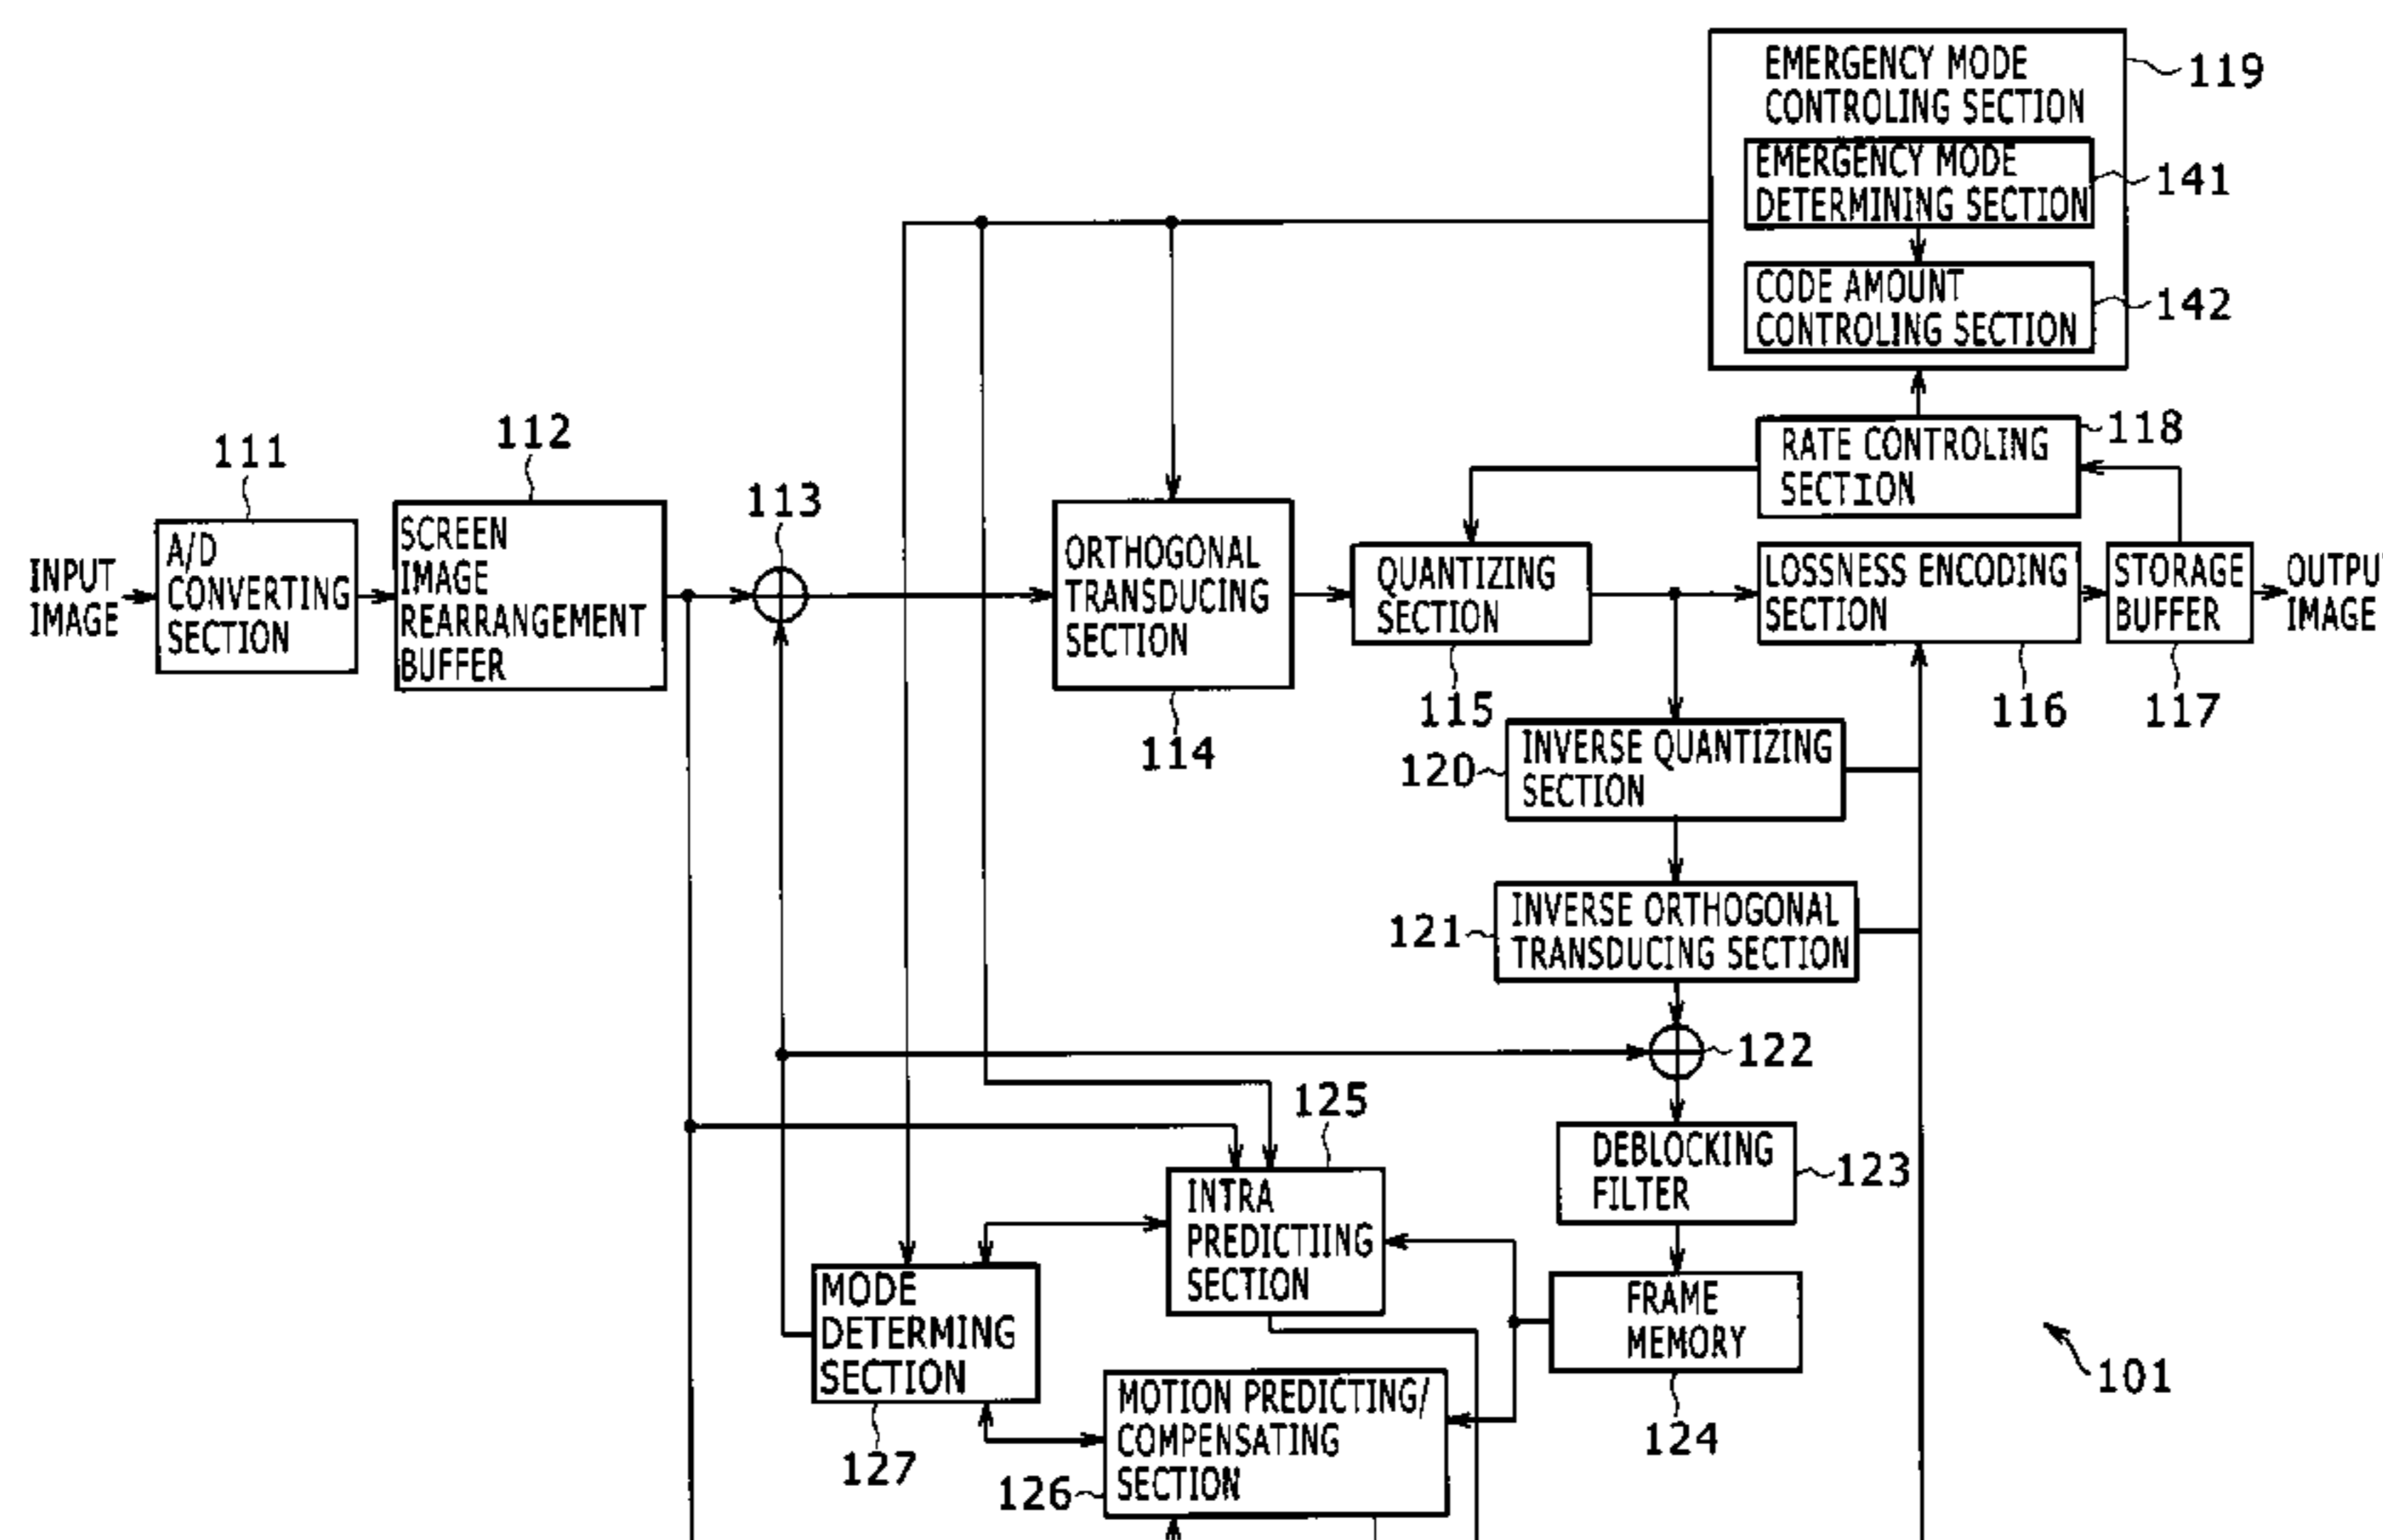 EMERGENCY MODE
CONTROLING SECTION
119
EMERGENCY MODE
DETERMINING SECTION
141
CODE AMOUNT
CONTROLING SECTION
142
RATE CONTROLING
SECTION
118
111
112
113
INPUT
IMAGE
A/D
CONVERTING
SECTION
SCREEN
IMAGE
REARRANGEMENT
BUFFER
ORTHOGONAL
TRANSDUCING
SECTION
114
QUANTIZING
SECTION
115
LOSSNESS ENCODING
SECTION
116
STORAGE
BUFFER
117
OUTPU
IMAGE
INVERSE QUANTIZING
SECTION
120
INVERSE ORTHOGONAL
TRANSDUCING SECTION
121
122
DEBLOCKING
FILTER
123
125
INTRA
PREDICTIING
SECTION
FRAME
MEMORY
124
MODE
DETERMING
SECTION
127
MOTION PREDICTING/
COMPENSATING
SECTION
126
101